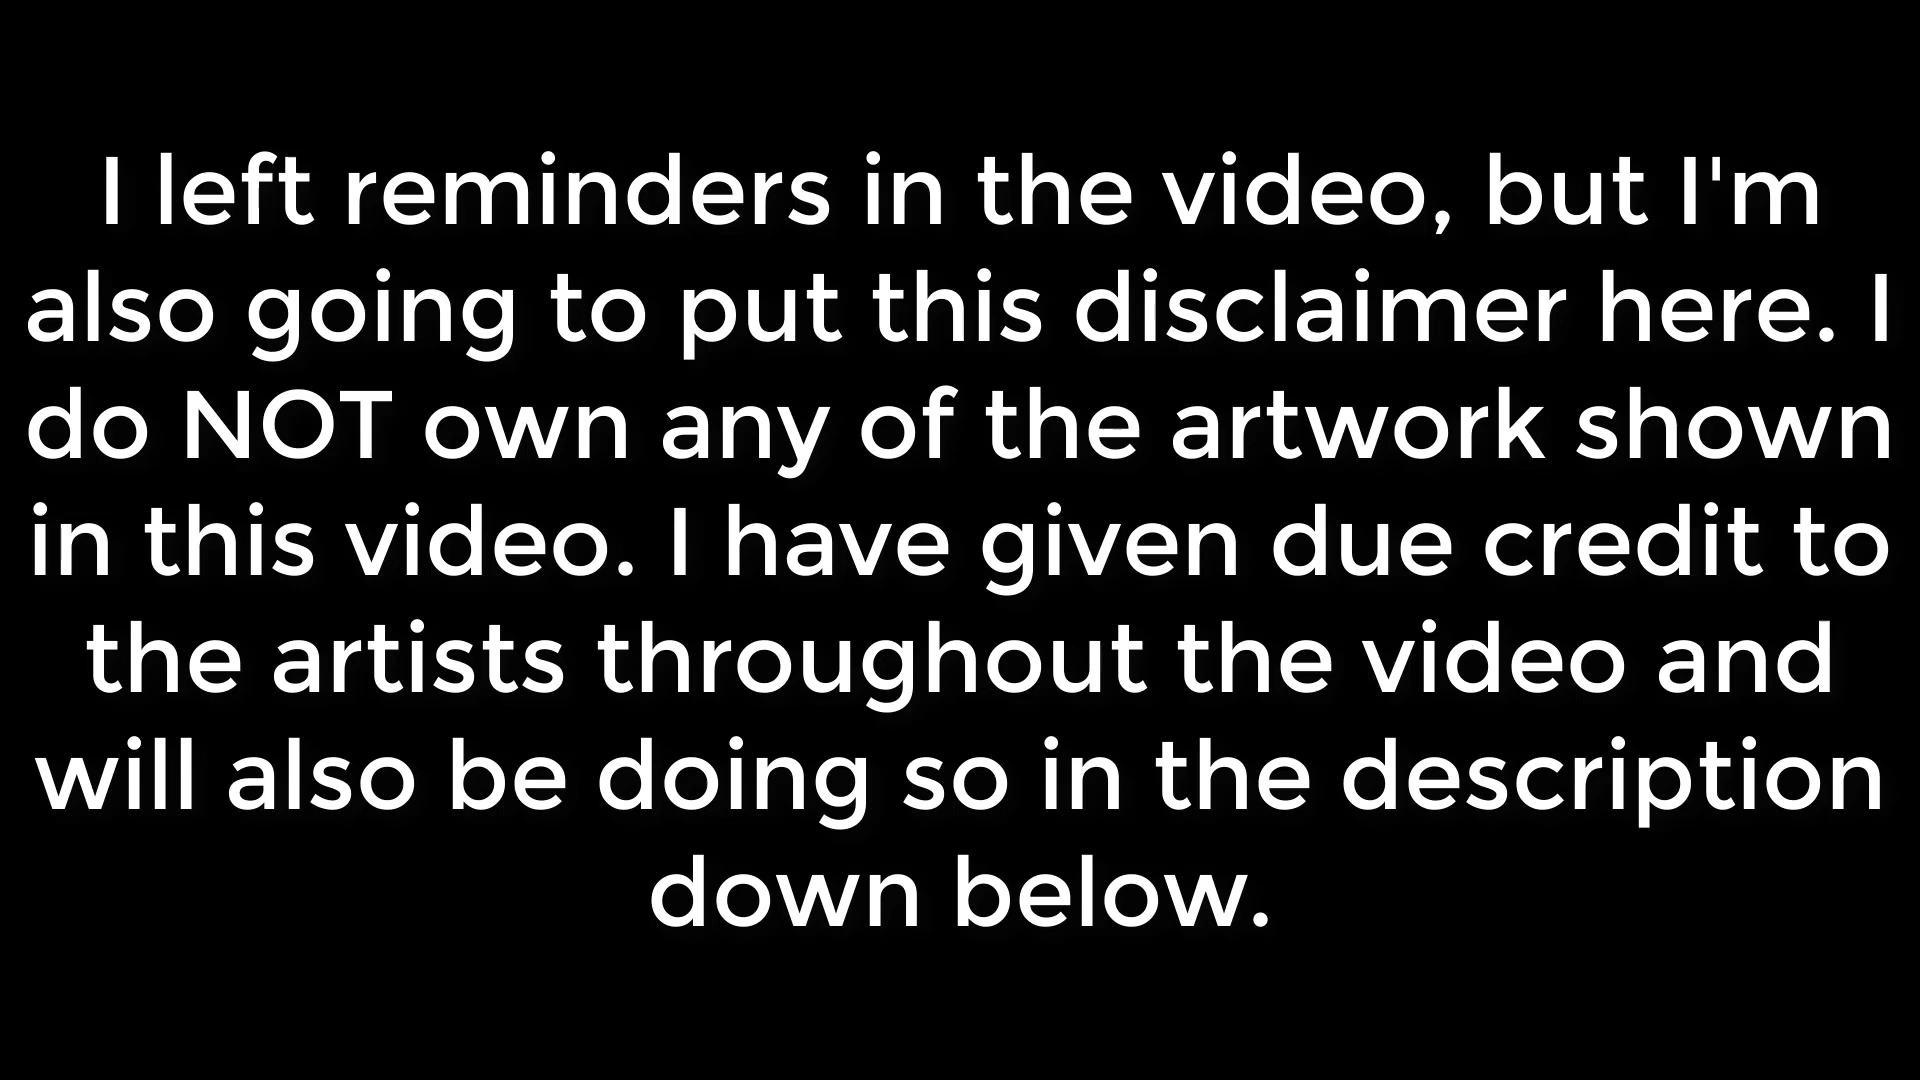 I left reminders in the video, but I'm
also going to put this disclaimer here. I
do NOT own any of the artwork shown
in this video. I have given due credit to
the artists throughout the video and
will also be doing so in the description
down below.